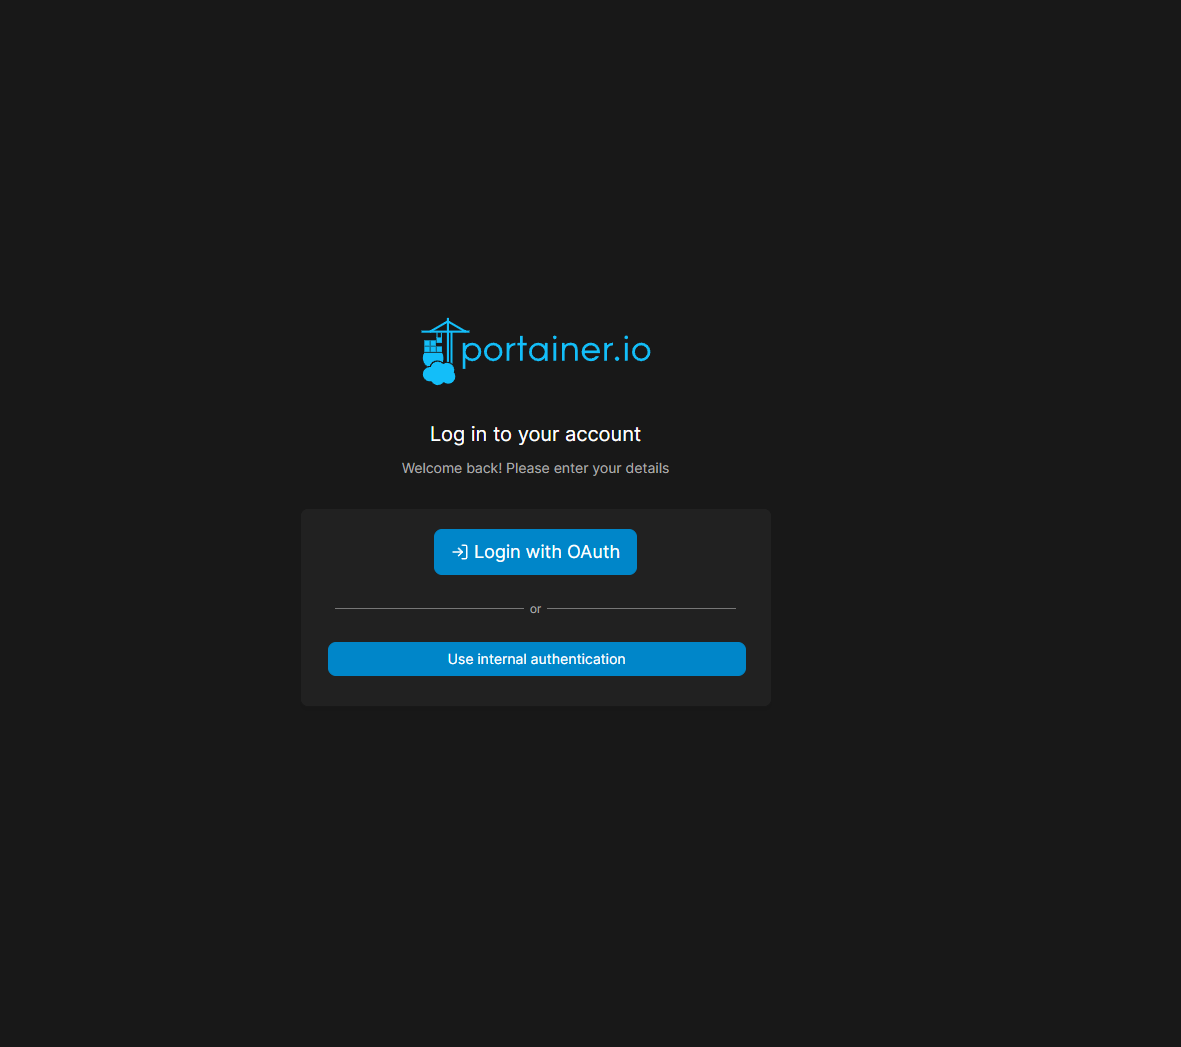 portainer.io
Log in to your account
Welcome back! Please enter your details
Login with OAuth
or
Use internal authentication